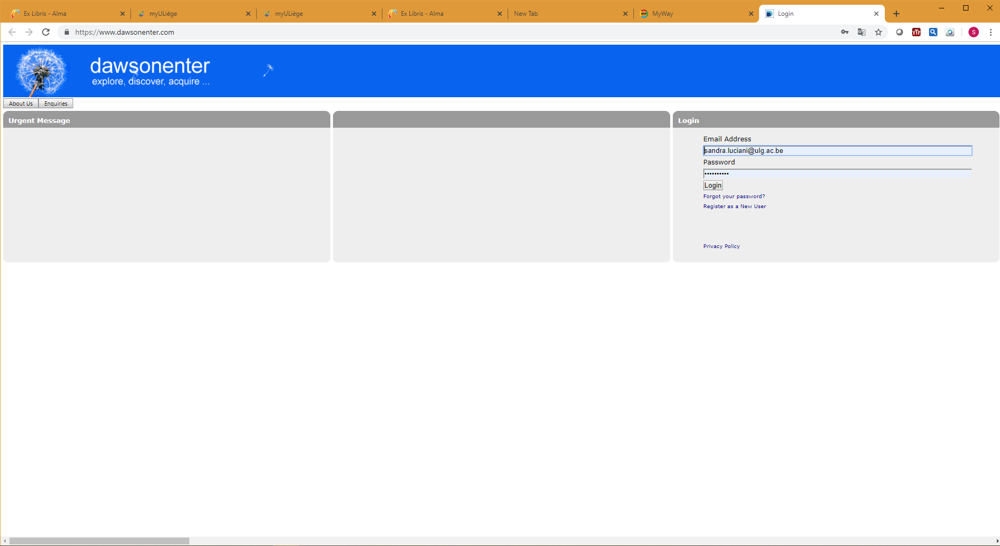 Ex Libris - Alma
myULiège
myULiège
Ex Libris - Alma
New Tab
MyWay
Login
https://www.dawsonenter.com
YTF
S
dawsonenter
explore, discover, acquire ...
About Us
Enquiries
Urgent Message
Login
Email Address
sandra.luciani@ulg.ac.be
Password
••••••••••
Login
Forgot your password?
Register as a New User
Privacy Policy